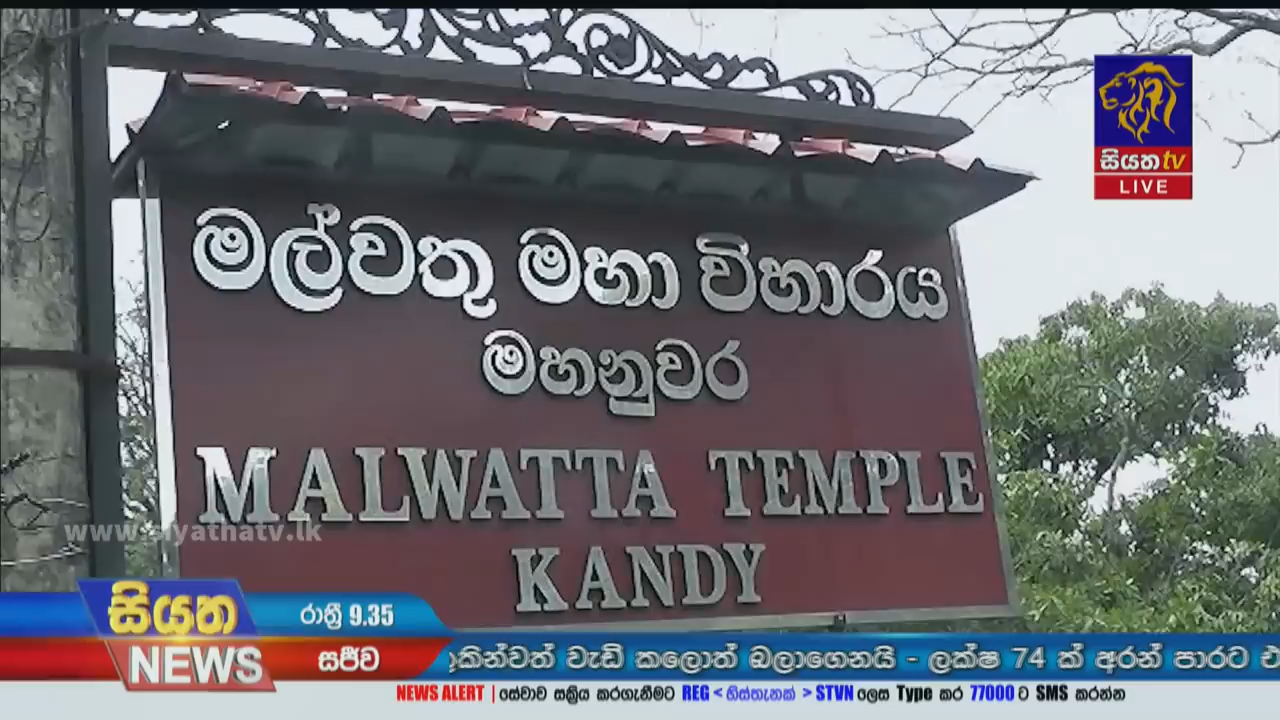 සියත tv
LIVE
මල්වතු මහා විහාරය
මහනුවර
MALWATTA TEMPLE
KANDY
www.siyathatv.lk
සියත
NEWS
රාත්‍රී 9.35
සජීව
වැඩි කලොත් බලාගෙනයි - ලක්ෂ 74 ක් අරන් පාරට
NEWS ALERT | සේවාව සක්‍රීය කරගැනීමට REG < හිස්තැනක් > STVN ලෙස Type කර 77000 ට SMS කරන්න